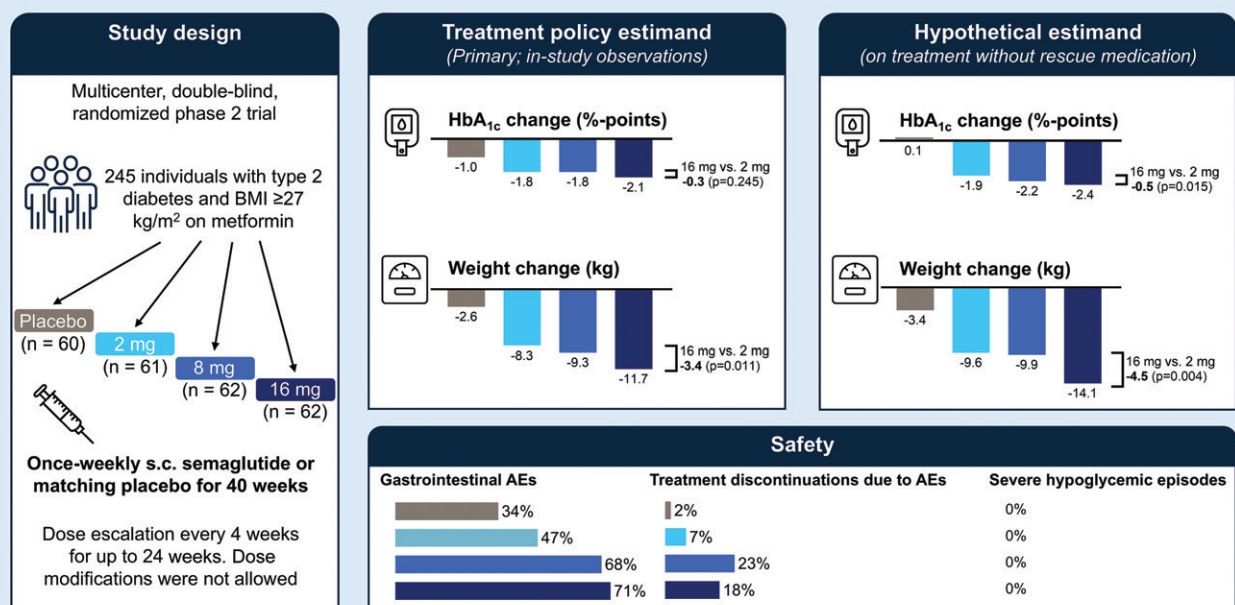 Study design
Multicenter, double-blind,
randomized phase 2 trial
245 individuals with type 2
diabetes and BMI ≥27
kg/m² on metformin
Placebo
(n = 60)
2 mg
(n = 61)
8 mg
(n = 62)
16 mg
(n = 62)
Once-weekly s.c. semaglutide or
matching placebo for 40 weeks
Dose escalation every 4 weeks
for up to 24 weeks. Dose
modifications were not allowed
Treatment policy estimand
(Primary; in-study observations)
HbA₁c change (%-points)
-1.0
-1.8
-1.8
-2.1
16 mg vs. 2 mg
-0.3 (p=0.245)
Weight change (kg)
-2.6
-8.3
-9.3
-11.7
16 mg vs. 2 mg
-3.4 (p=0.011)
Hypothetical estimand
(on treatment without rescue medication)
HbA₁c change (%-points)
0.1
-1.9
-2.2
-2.4
16 mg vs. 2 mg
-0.5 (p=0.015)
Weight change (kg)
-3.4
-9.6
-9.9
-14.1
16 mg vs. 2 mg
-4.5 (p=0.004)
Safety
Gastrointestinal AEs
34%
47%
68%
71%
Treatment discontinuations due to AEs
2%
7%
23%
18%
Severe hypoglycemic episodes
0%
0%
0%
0%